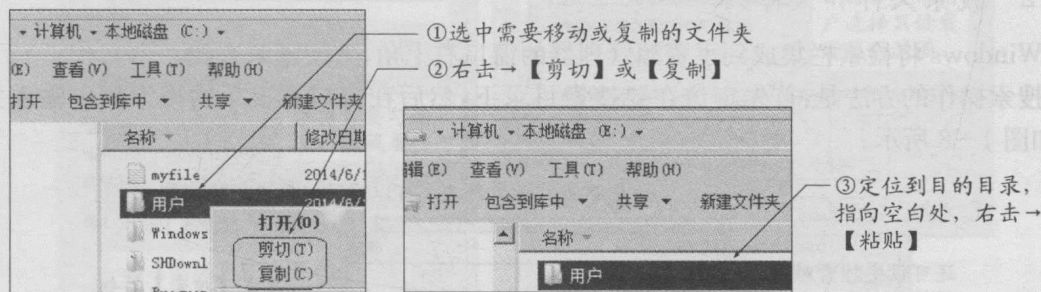 计算机 本地磁盘 (C:)
(E) 查看(V) 工具(T) 帮助(H)
打开 包含到库中 共享 新建文件夹
名称 修改日期
myfile 2014/6/1
用户 2014/6/
Windows
SHDownl
打开(O)
剪切(T)
复制(C)
①选中需要移动或复制的文件夹
②右击→【剪切】或【复制】
计算机 本地磁盘 (E:)
辑(E) 查看(V) 工具(T) 帮助(H)
打开 包含到库中 共享 新建文件夹
名称
用户
③定位到目的目录，
指向空白处，右击→
【粘贴】